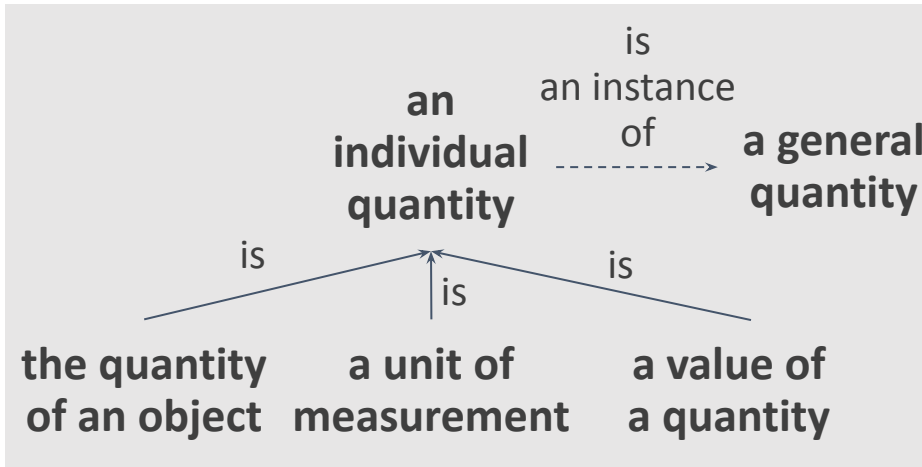 an
individual
quantity
is
an instance
of
a general
quantity
is
is
is
the quantity
of an object
a unit of
measurement
a value of
a quantity